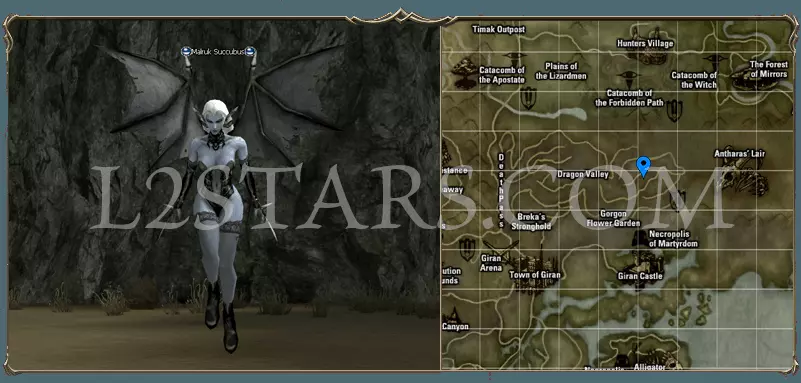 Malruk Succubus
L2STARS.COM
Timak Outpost
Hunters Village
Catacomb of
the Apostate
Plains of
the Lizardmen
Catacomb of
the Witch
The Forest
of Mirrors
Catacomb of
the Forbidden Path
Death Pass
Dragon Valley
Antharas' Lair
away
Breka's
Stronghold
Gorgon
Flower Garden
Necropolis
of Martyrdom
Giran
Arena
Town of Giran
Giran Castle
Canyon
Necropolis
Alligator